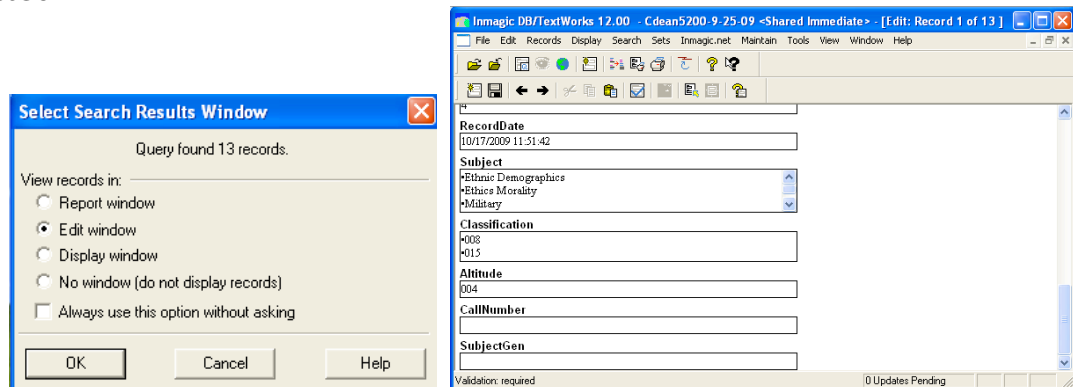 Select Search Results Window
Query found 13 records.
View records in:
Report window
Edit window
Display window
No window (do not display records)
Always use this option without asking
OK Cancel Help
Inmagic DB/TextWorks 12.00 - Cdean5200-9-25-09 <Shared Immediate> - [Edit: Record 1 of 13 ]
File Edit Records Display Search Sets Inmagic.net Maintain Tools View Window Help
RecordDate
10/17/2009 11:51:42
Subject
•Ethnic Demographics
•Ethics Morality
•Military
Classification
•008
•015
Altitude
004
CallNumber
SubjectGen
Validation: required 0 Updates Pending